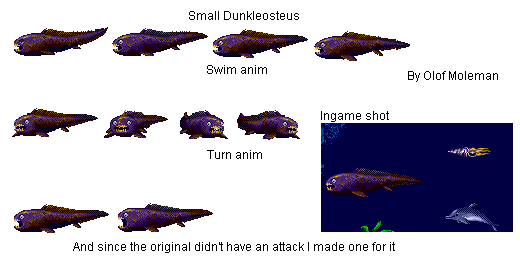 Small Dunkleosteus
Swim anim
By Olof Moleman
Ingame shot
Turn anim
And since the original didn't have an attack I made one for it